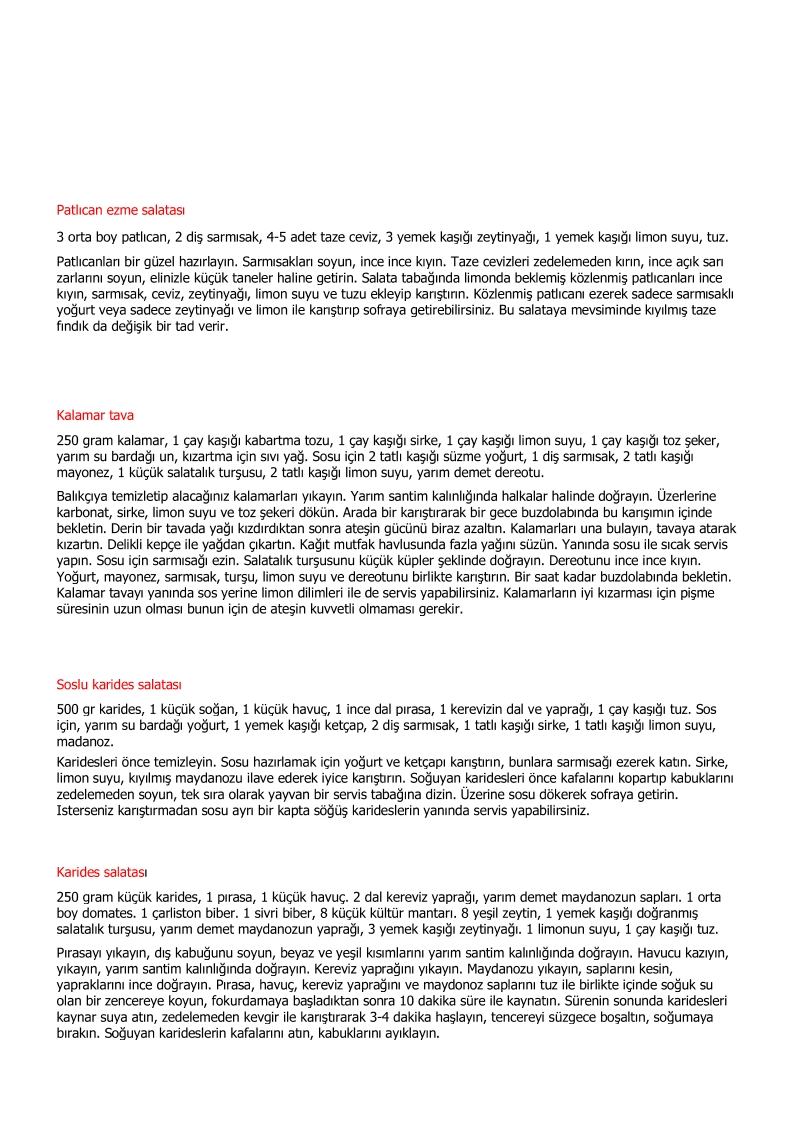 Patlıcan ezme salatası
3 orta boy patlıcan, 2 diş sarmısak, 4-5 adet taze ceviz, 3 yemek kaşığı zeytinyağı, 1 yemek kaşığı limon suyu, tuz.
Patlıcanları bir güzel hazırlayın. Sarmısakları soyun, ince ince kıyın. Taze cevizleri zedelemeden kırın, ince açık sarı
zarlarını soyun, elinizle küçük taneler haline getirin. Salata tabağında limonda beklemiş közlenmiş patlıcanları ince
kıyın, sarmısak, ceviz, zeytinyağı, limon suyu ve tuzu ekleyip karıştırın. Közlenmiş patlıcanı ezerek sadece sarmısaklı
yoğurt veya sadece zeytinyağı ve limon ile karıştırıp sofraya getirebilirsiniz. Bu salataya mevsiminde kıyılmış taze
fındık da değişik bir tad verir.
Kalamar tava
250 gram kalamar, 1 çay kaşığı kabartma tozu, 1 çay kaşığı sirke, 1 çay kaşığı limon suyu, 1 çay kaşığı toz şeker,
yarım su bardağı un, kızartma için sıvı yağ. Sosu için 2 tatlı kaşığı süzme yoğurt, 1 diş sarmısak, 2 tatlı kaşığı
mayonez, 1 küçük salatalık turşusu, 2 tatlı kaşığı limon suyu, yarım demet dereotu.
Balıkçıya temizletip alacağınız kalamarları yıkayın. Yarım santim kalınlığında halkalar halinde doğrayın. Üzerlerine
karbonat, sirke, limon suyu ve toz şekeri dökün. Arada bir karıştırarak bir gece buzdolabında bu karışımın içinde
bekletin. Derin bir tavada yağı kızdırdıktan sonra ateşin gücünü biraz azaltın. Kalamarları una bulayın, tavaya atarak
kızartın. Delikli kepçe ile yağdan çıkartın. Kağıt mutfak havlusunda fazla yağını süzün. Yanında sosu ile sıcak servis
yapın. Sosu için sarmısağı ezin. Salatalık turşusunu küçük küpler şeklinde doğrayın. Dereotunu ince ince kıyın.
Yoğurt, mayonez, sarmısak, turşu, limon suyu ve dereotunu birlikte karıştırın. Bir saat kadar buzdolabında bekletin.
Kalamar tavayı yanında sos yerine limon dilimleri ile de servis yapabilirsiniz. Kalamarların iyi kızarması için pişme
süresinin uzun olması bunun için de ateşin kuvvetli olmaması gerekir.
Soslu karides salatası
500 gr karides, 1 küçük soğan, 1 küçük havuç, 1 ince dal pırasa, 1 kerevizin dal ve yaprağı, 1 çay kaşığı tuz. Sos
için, yarım su bardağı yoğurt, 1 yemek kaşığı ketçap, 2 diş sarmısak, 1 tatlı kaşığı sirke, 1 tatlı kaşığı limon suyu,
madanoz.
Karidesleri önce temizleyin. Sosu hazırlamak için yoğurt ve ketçapı karıştırın, bunlara sarmısağı ezerek katın. Sirke,
limon suyu, kıyılmış maydanozu ilave ederek iyice karıştırın. Soğuyan karidesleri önce kafalarını kopartıp kabuklarını
zedelemeden soyun, tek sıra olarak yayvan bir servis tabağına dizin. Üzerine sosu dökerek sofraya getirin.
Isterseniz karıştırmadan sosu ayrı bir kapta söğüş karideslerin yanında servis yapabilirsiniz.
Karides salatası
250 gram küçük karides, 1 pırasa, 1 küçük havuç. 2 dal kereviz yaprağı, yarım demet maydanozun sapları. 1 orta
boy domates. 1 çarliston biber. 1 sivri biber, 8 küçük kültür mantarı. 8 yeşil zeytin, 1 yemek kaşığı doğranmış
salatalık turşusu, yarım demet maydanozun yaprağı, 3 yemek kaşığı zeytinyağı. 1 limonun suyu, 1 çay kaşığı tuz.
Pırasayı yıkayın, dış kabuğunu soyun, beyaz ve yeşil kısımlarını yarım santim kalınlığında doğrayın. Havucu kazıyın,
yıkayın, yarım santim kalınlığında doğrayın. Kereviz yaprağını yıkayın. Maydanozu yıkayın, saplarını kesin,
yapraklarını ince doğrayın. Pırasa, havuç, kereviz yaprağını ve maydonoz saplarını tuz ile birlikte içinde soğuk su
olan bir zencereye koyun, fokurdamaya başladıktan sonra 10 dakika süre ile kaynatın. Sürenin sonunda karidesleri
kaynar suya atın, zedelemeden kevgir ile karıştırarak 3-4 dakika haşlayın, tencereyi süzgece boşaltın, soğumaya
bırakın. Soğuyan karideslerin kafalarını atın, kabuklarını ayıklayın.